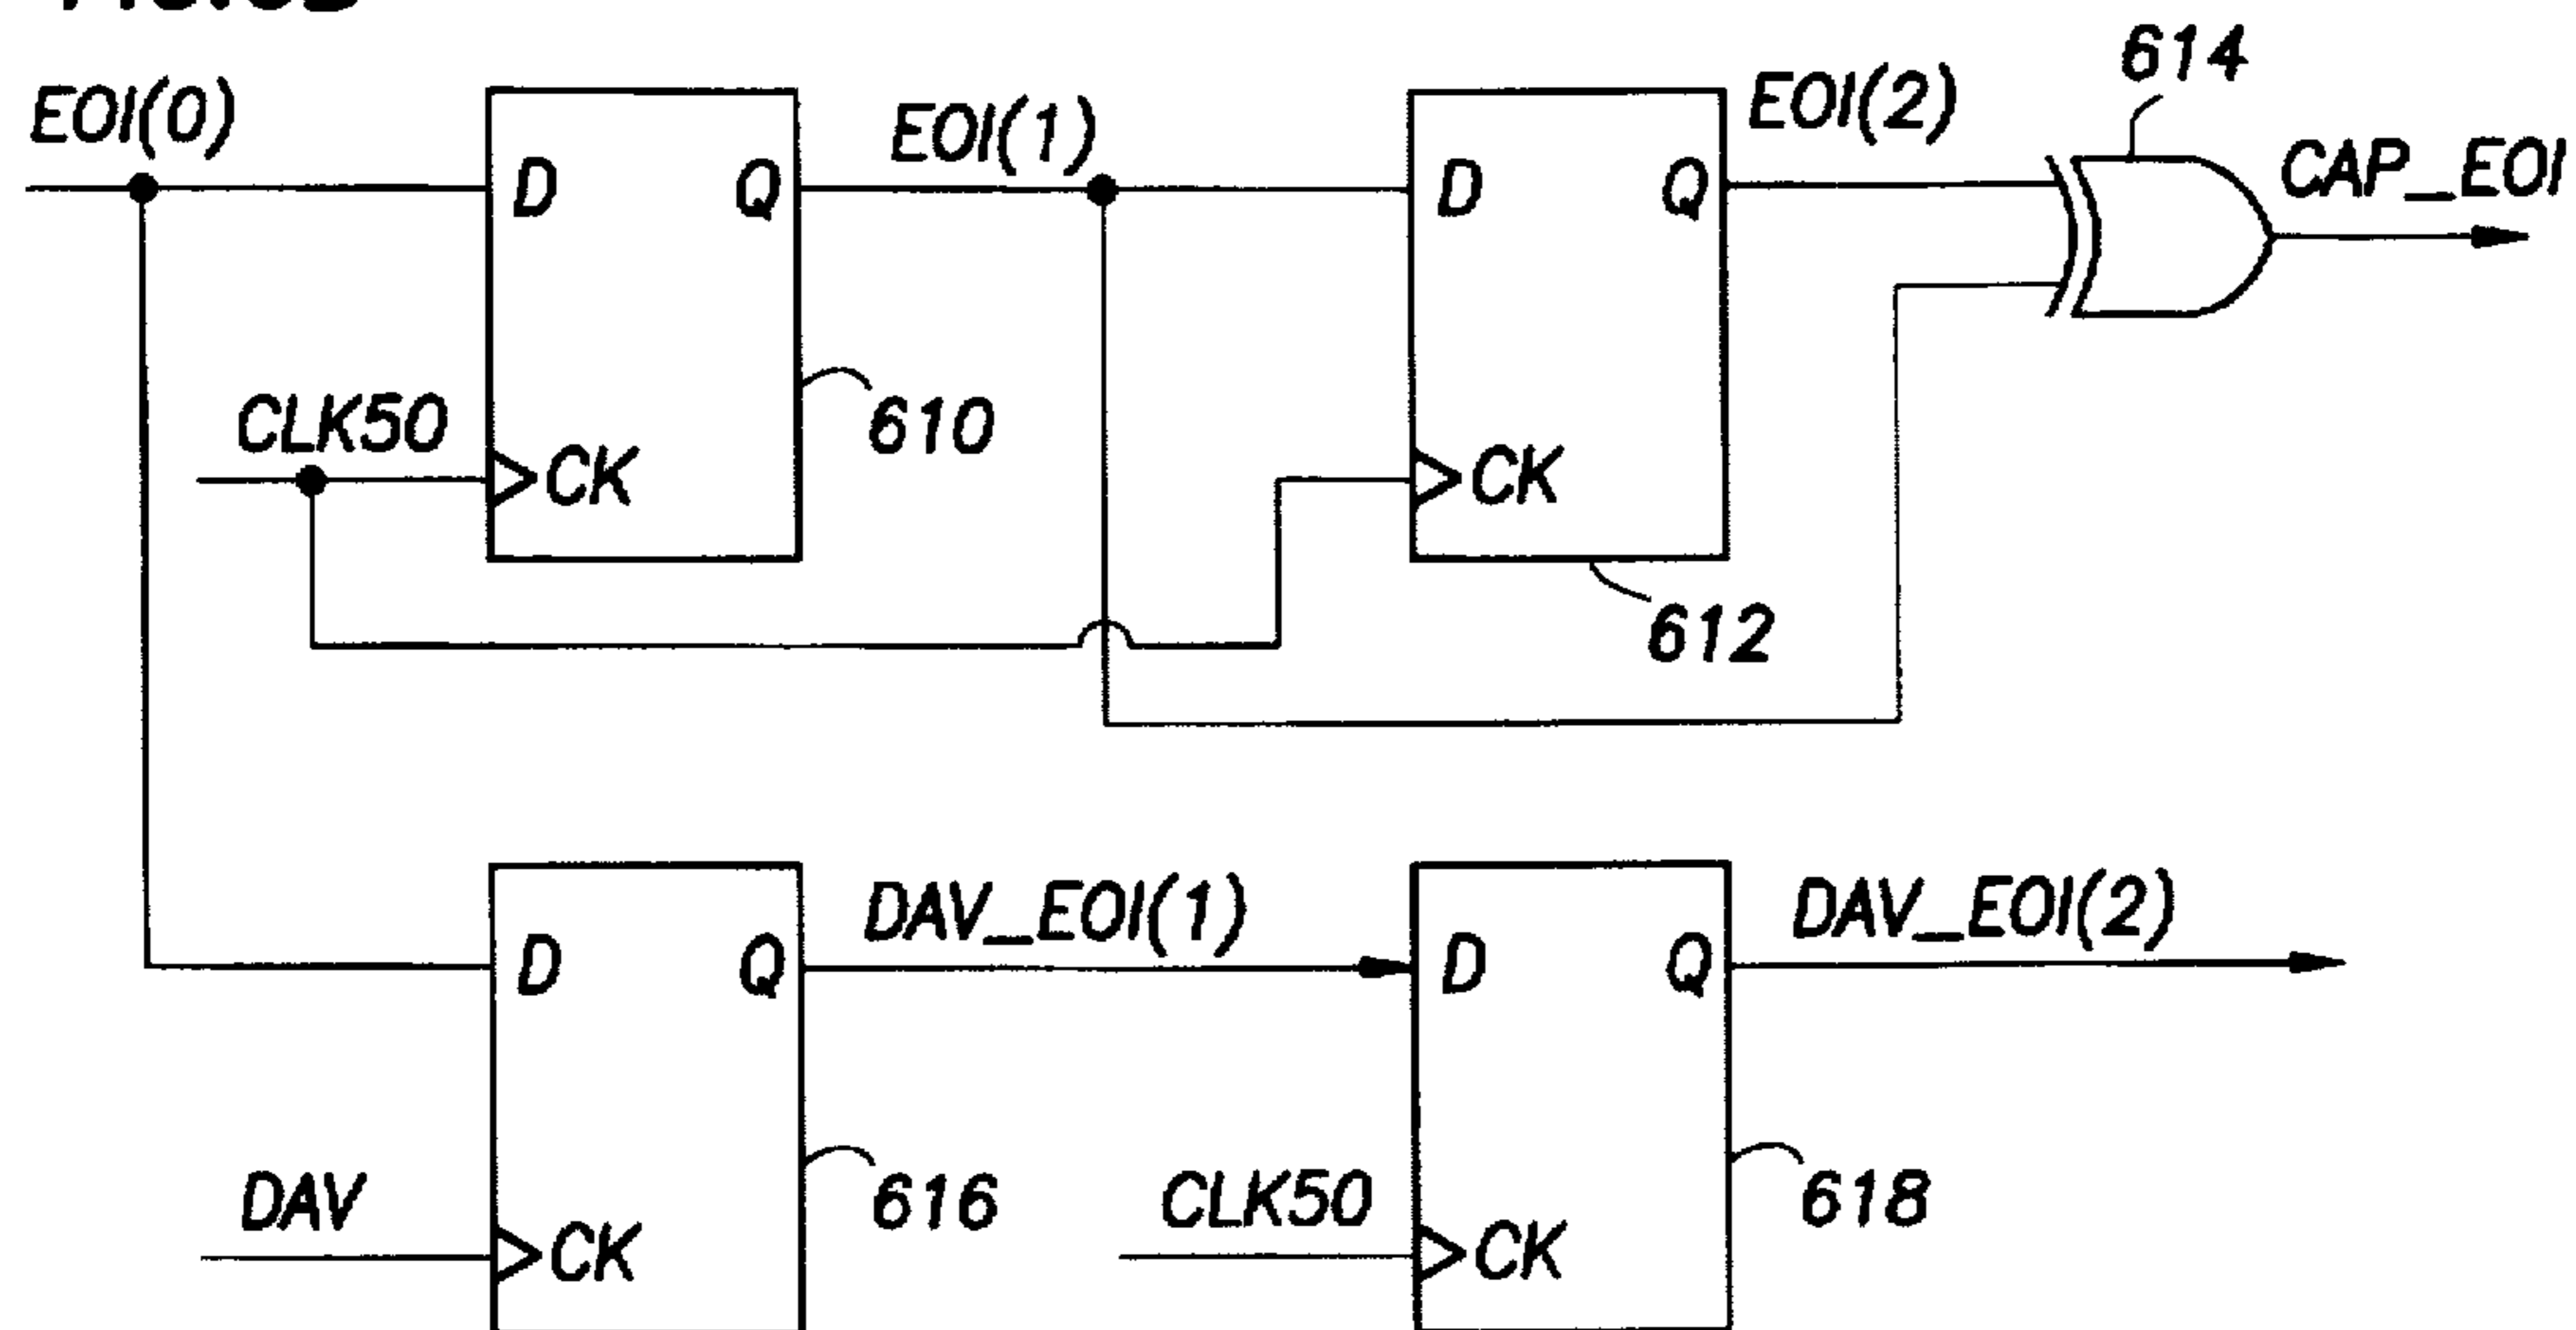 614
EOI(0)
EOI(1)
EOI(2)
CAP_EOI
D
Q
D
Q
CLK50
610
CK
CK
612
DAV_EOI(1)
DAV_EOI(2)
D
Q
D
Q
DAV
616
CLK50
618
CK
CK